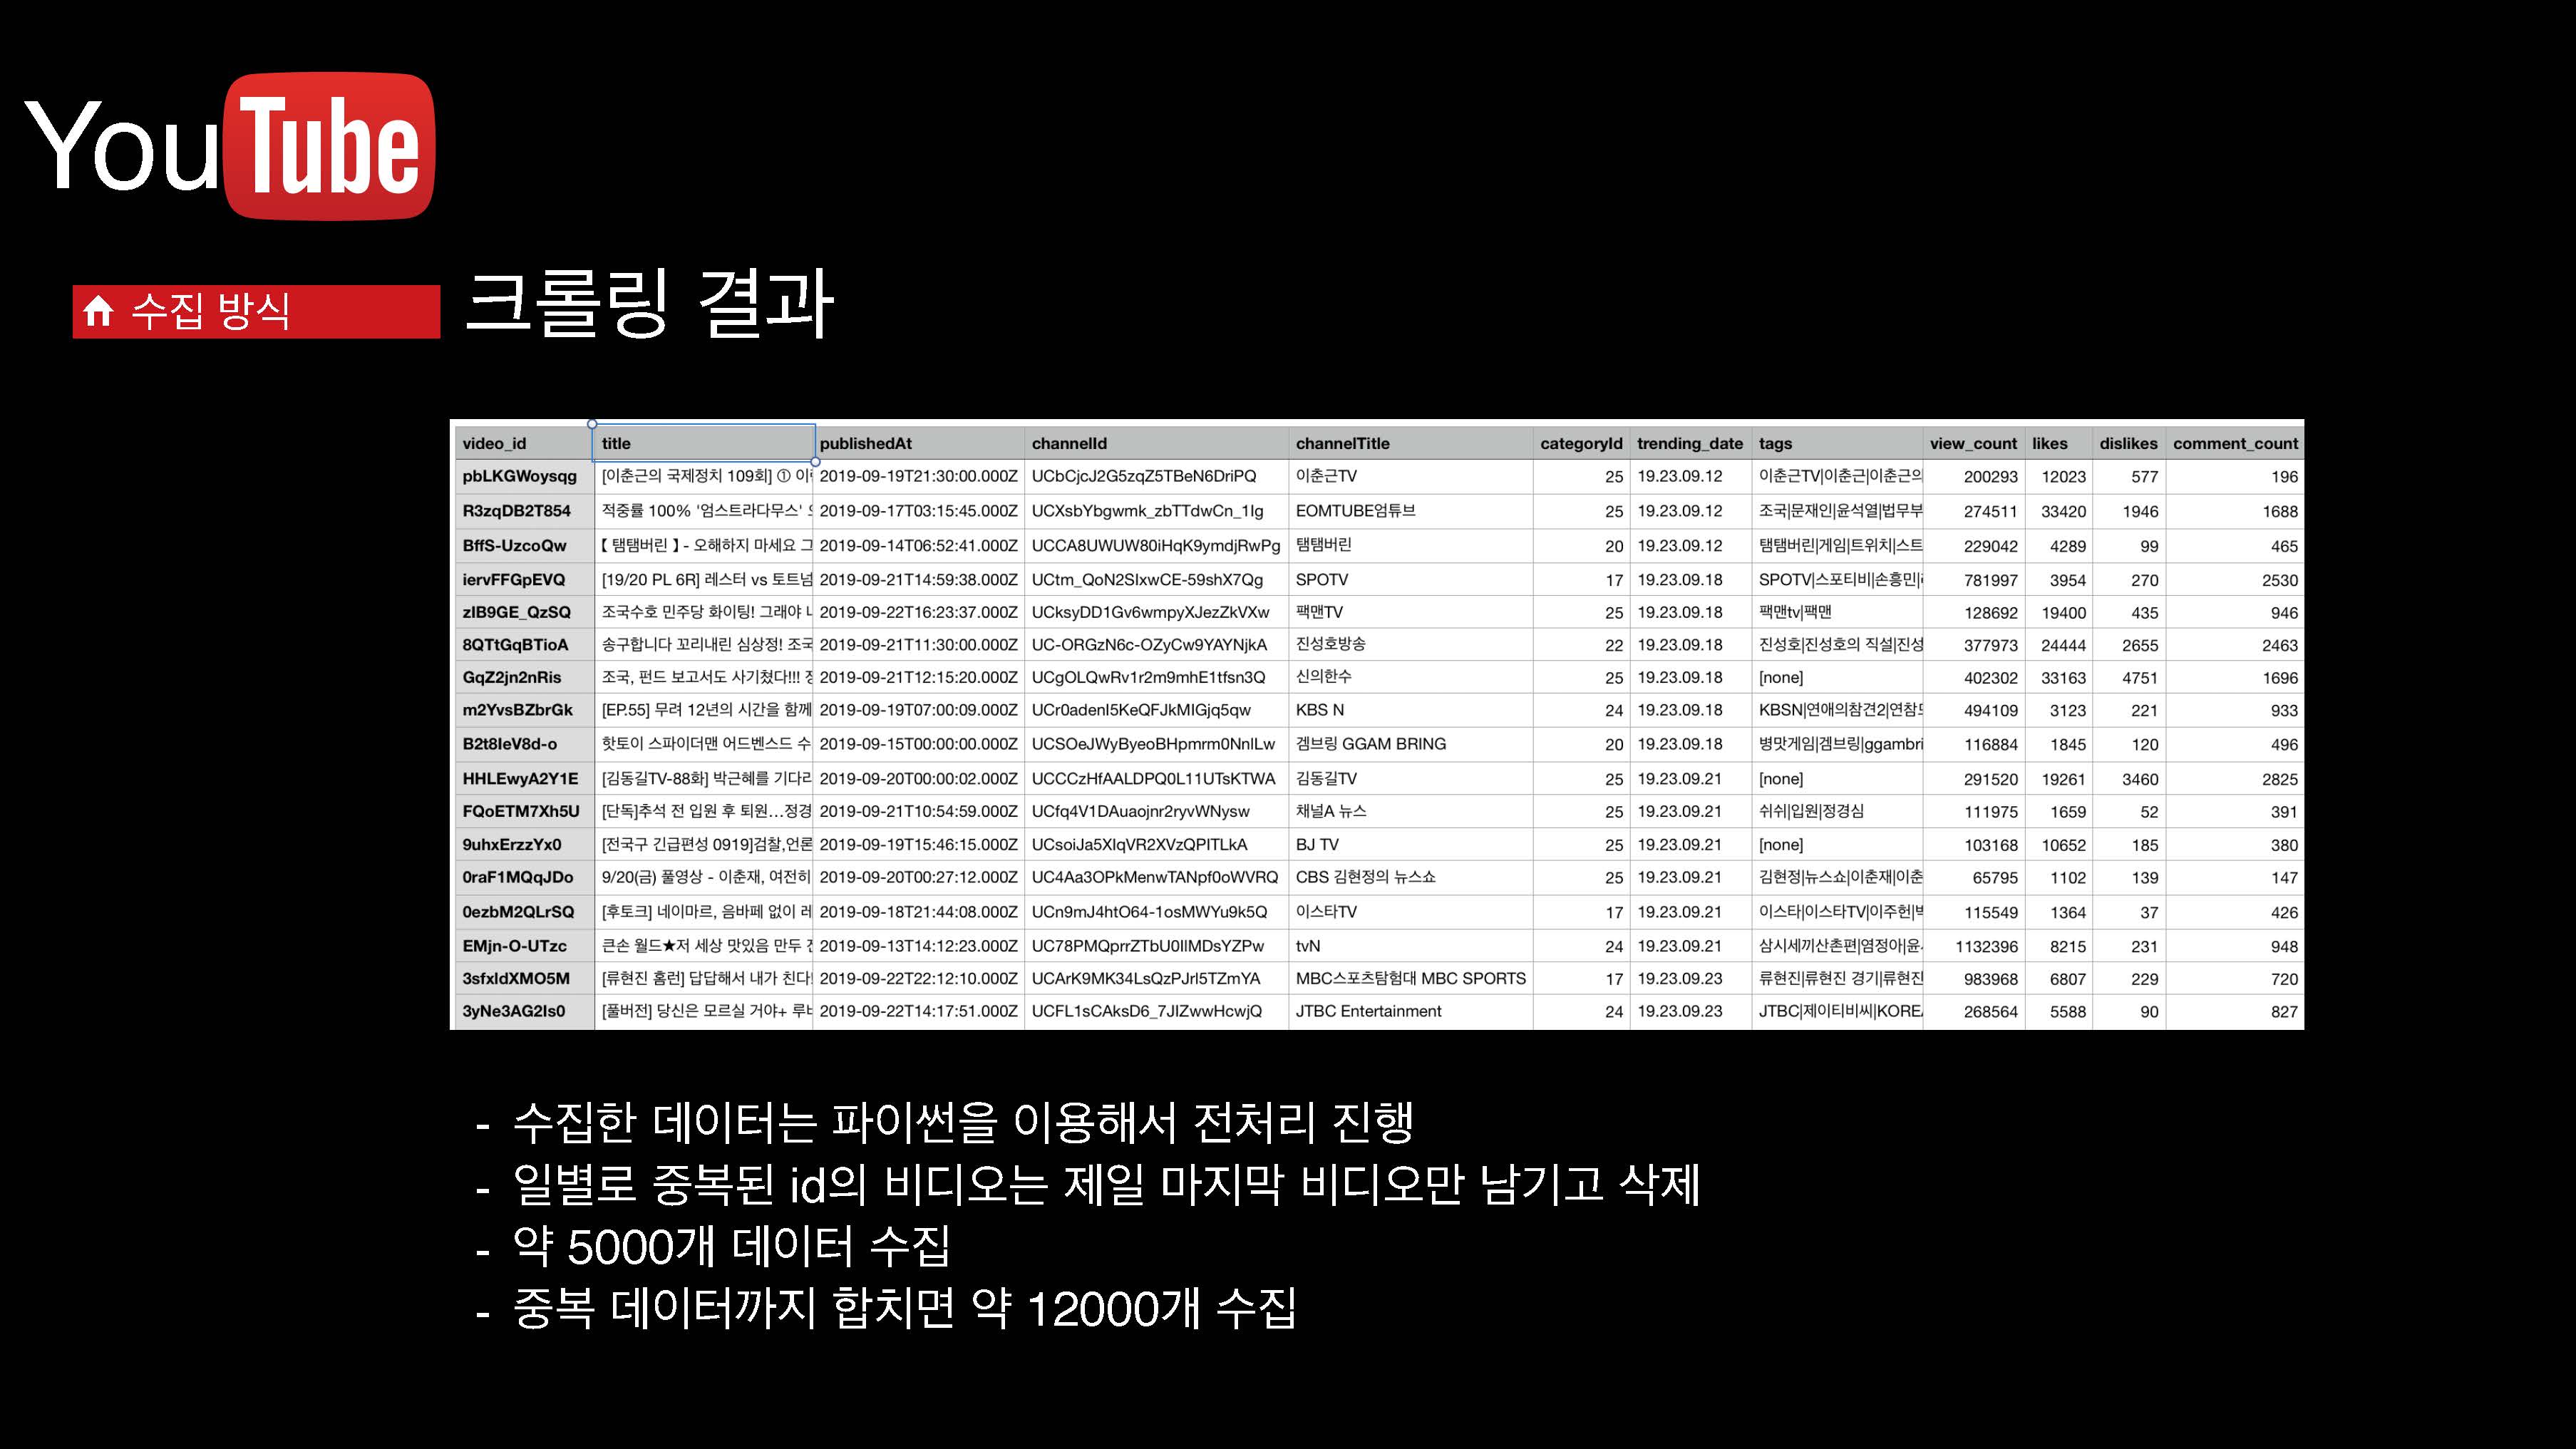 YouTube
수집 방식
크롤링 결과
video_id title publishedAt channelId channelTitle categoryId trending_date tags view_count likes dislikes comment_count
pbLKGWoysqg [이춘근의 국제정치 109회] ① 2019-09-19T21:30:00.000Z UCbCjcJ2G5zqZ5TBeN6DriPQ 이춘근TV 25 19.23.09.12 이춘근TV|이춘근|이춘근의 200293 12023 577 196
R3zqDB2T854 적중률 100% '엄스트라다무스' 2019-09-17T03:15:45.000Z UCXsbYbgwmk_zbTTdwCn_1Ig EOMTUBE엄튜브 25 19.23.09.12 조국|문재인|윤석열|법무부 274511 33420 1946 1688
BffS-UzcoQw 【 탬탬버린 】 - 오해하지 마세요 그 2019-09-14T06:52:41.000Z UCCA8UWUW80iHqK9ymdjRwPg 탬탬버린 20 19.23.09.12 탬탬버린|게임|트위치|스트 229042 4289 99 465
iervFFGpEVQ [19/20 PL 6R] 레스터 vs 토트넘 2019-09-21T14:59:38.000Z UCtm_QoN2SIxwCE-59shX7Qg SPOTV 17 19.23.09.18 SPOTV|스포티비|손흥민| 781997 3954 270 2530
zIB9GE_QzSQ 조국수호 민주당 화이팅! 그래야 2019-09-22T16:23:37.000Z UCksyDD1Gv6wmpyXJezZkVXw 팩맨TV 25 19.23.09.18 팩맨tv|팩맨 128692 19400 435 946
8QTtGqBTioA 송구합니다 꼬리내린 심상정! 조국 2019-09-21T11:30:00.000Z UC-ORGzN6c-OZyCw9YAYNjkA 진성호방송 22 19.23.09.18 진성호|진성호의 직설|진성 377973 24444 2655 2463
GqZ2jn2nRis 조국, 펀드 보고서도 사기쳤다!!! 2019-09-21T12:15:20.000Z UCgOLQwRv1r2m9mhE1tfsn3Q 신의한수 25 19.23.09.18 [none] 402302 33163 4751 1696
m2YvsBZbrGk [EP.55] 무려 12년의 시간을 함께 2019-09-19T07:00:09.000Z UCr0adenI5KeQFJkMIGjq5qw KBS N 24 19.23.09.18 KBSN|연애의참견2|연참 494109 3123 221 933
B2t8IeV8d-o 핫토이 스파이더맨 어드벤스드 수 2019-09-15T00:00:00.000Z UCSOeJWyByeoBHpmrm0NnlLw 겜브링 GGAM BRING 20 19.23.09.18 병맛게임|겜브링|ggambri 116884 1845 120 496
HHLEwyA2Y1E [김동길TV-88화] 박근혜를 기다리 2019-09-20T00:00:02.000Z UCCCzHfAALDPQ0L11UTsKTWA 김동길TV 25 19.23.09.21 [none] 291520 19261 3460 2825
FQoETM7Xh5U [단독]추석 전 입원 후 퇴원…정경 2019-09-21T10:54:59.000Z UCfq4V1DAuaojnr2ryvWNysw 채널A 뉴스 25 19.23.09.21 쉬쉬|입원|정경심 111975 1659 52 391
9uhxErzzYx0 [전국구 긴급편성 0919]검찰,언론 2019-09-19T15:46:15.000Z UCsoiJa5XIqVR2XVzQPITLkA BJ TV 25 19.23.09.21 [none] 103168 10652 185 380
0raF1MQqJDo 9/20(금) 풀영상 - 이춘재, 여전히 2019-09-20T00:27:12.000Z UC4Aa3OPkMenwTANpf0oWVRQ CBS 김현정의 뉴스쇼 25 19.23.09.21 김현정|뉴스쇼|이춘재|이춘 65795 1102 139 147
0ezbM2QLrSQ [후토크] 네이마르, 음바페 없이 레 2019-09-18T21:44:08.000Z UCn9mJ4htO64-1osMWYu9k5Q 이스타TV 17 19.23.09.21 이스타|이스타TV|이주헌| 115549 1364 37 426
EMjn-O-UTzc 큰손 월드★저 세상 맛있음 만두 2019-09-13T14:12:23.000Z UC78PMQprrZTbU0IlMDsYZPw tvN 24 19.23.09.21 삼시세끼산촌편|염정아|윤 1132396 8215 231 948
3sfxldXMO5M [류현진 홈런] 답답해서 내가 친다! 2019-09-22T22:12:10.000Z UCArK9MK34LsQzPJrl5TZmYA MBC스포츠탐험대 MBC SPORTS 17 19.23.09.23 류현진|류현진 경기|류현진 983968 6807 229 720
3yNe3AG2Is0 [풀버전] 당신은 모르실 거야+ 루 2019-09-22T14:17:51.000Z UCFL1sCAksD6_7JIZwwHcwjQ JTBC Entertainment 24 19.23.09.23 JTBC|제이티비씨|KORE 268564 5588 90 827
- 수집한 데이터는 파이썬을 이용해서 전처리 진행
- 일별로 중복된 id의 비디오는 제일 마지막 비디오만 남기고 삭제
- 약 5000개 데이터 수집
- 중복 데이터까지 합치면 약 12000개 수집